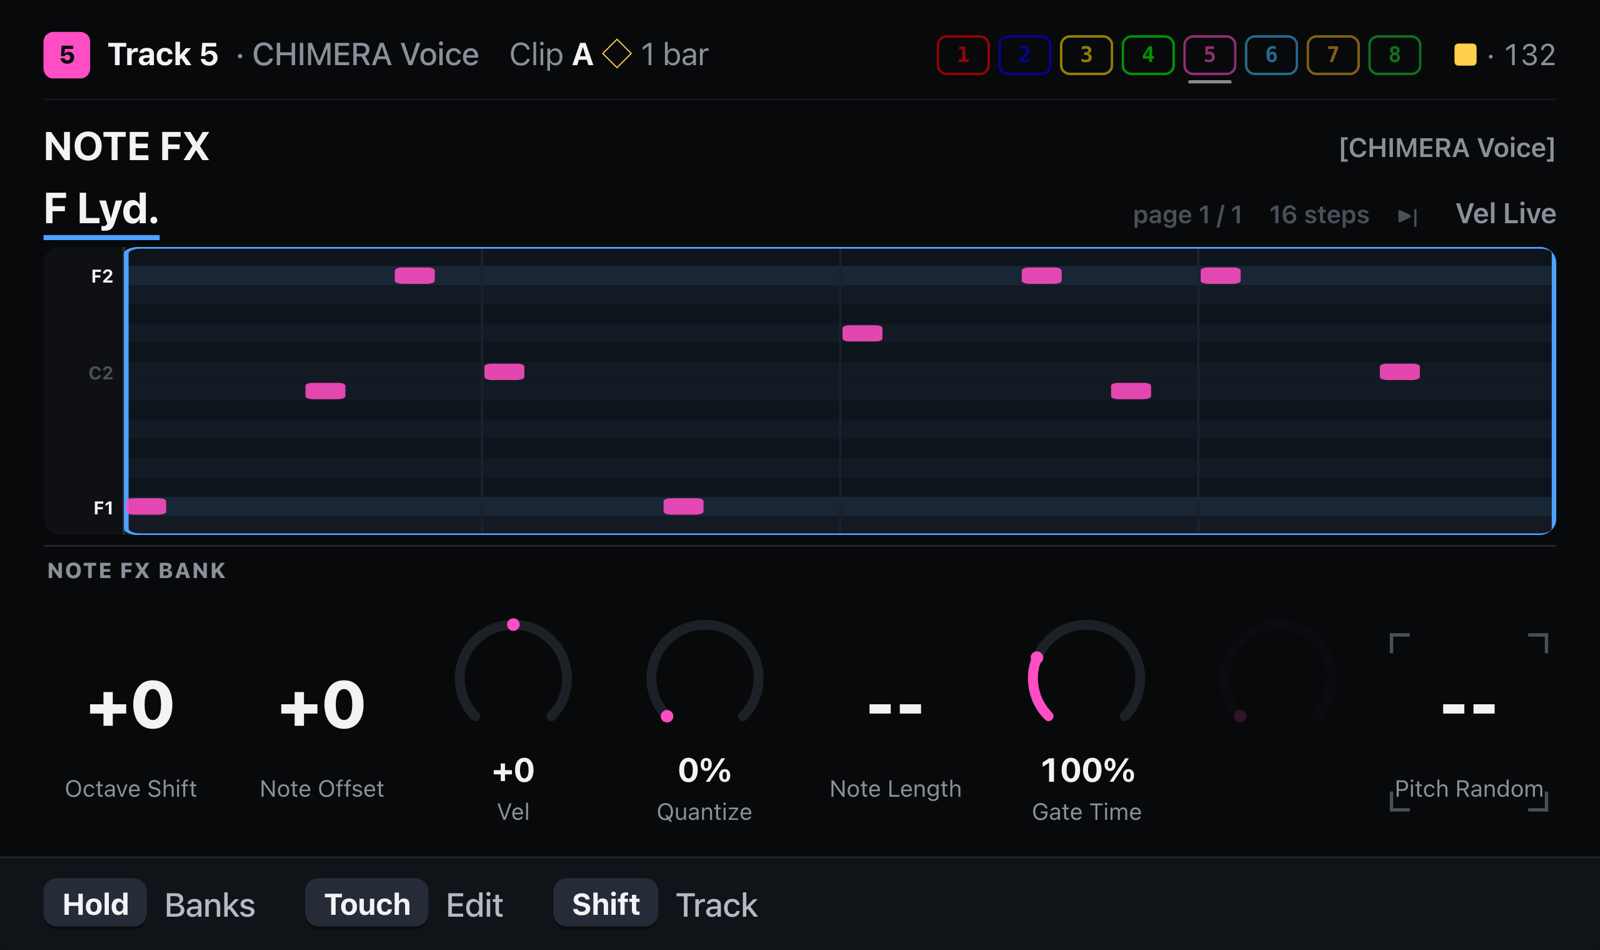 5 Track 5 · CHIMERA Voice Clip A 1 bar 1 2 3 4 5 6 7 8 · 132
NOTE FX [CHIMERA Voice]
F Lyd. page 1 / 1 16 steps Vel Live
F2
C2
F1
NOTE FX BANK
+0 +0 -- --
+0 0% 100%
Octave Shift Note Offset Note Length Pitch Random
Vel Quantize Gate Time
Hold Banks Touch Edit Shift Track